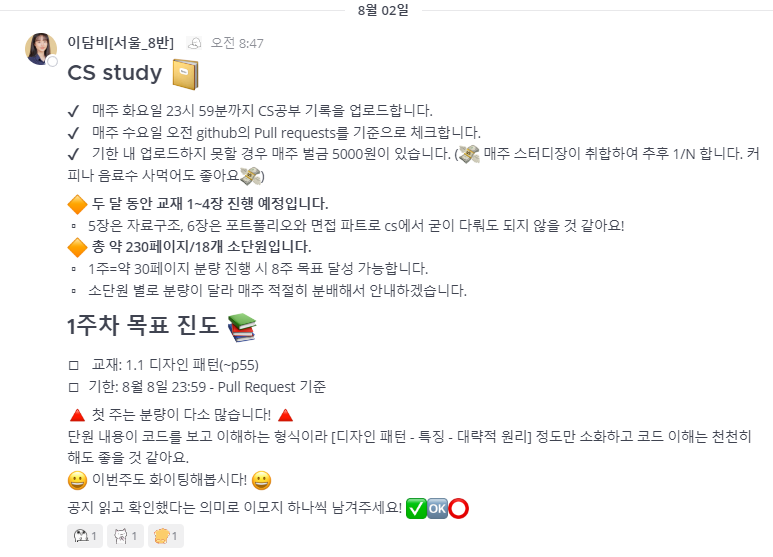 8월 02일
이담비[서울_8반] 오전 8:47
CS study
✓ 매주 화요일 23시 59분까지 CS공부 기록을 업로드합니다.
✓ 매주 수요일 오전 github의 Pull requests를 기준으로 체크합니다.
✓ 기한 내 업로드하지 못할 경우 매주 벌금 5000원이 있습니다. (💸 매주 스터디장이 취합하여 추후 1/N 합니다. 커
피나 음료수 사먹어도 좋아요💸)
🔶 두 달 동안 교재 1~4장 진행 예정입니다.
▫ 5장은 자료구조, 6장은 포트폴리오와 면접 파트로 cs에서 굳이 다뤄도 되지 않을 것 같아요!
🔶 총 약 230페이지/18개 소단원입니다.
▫ 1주=약 30페이지 분량 진행 시 8주 목표 달성 가능합니다.
▫ 소단원 별로 분량이 달라 매주 적절히 분배해서 안내하겠습니다.
1주차 목표 진도 📚
□ 교재: 1.1 디자인 패턴(~p55)
□ 기한: 8월 8일 23:59 - Pull Request 기준
🔺 첫 주는 분량이 다소 많습니다! 🔺
단원 내용이 코드를 보고 이해하는 형식이라 [디자인 패턴 - 특징 - 대략적 원리] 정도만 소화하고 코드 이해는 천천히
해도 좋을 것 같아요.
😀 이번주도 화이팅해봅시다! 😀
공지 읽고 확인했다는 의미로 이모지 하나씩 남겨주세요! ✅🆗⭕
1 1 1